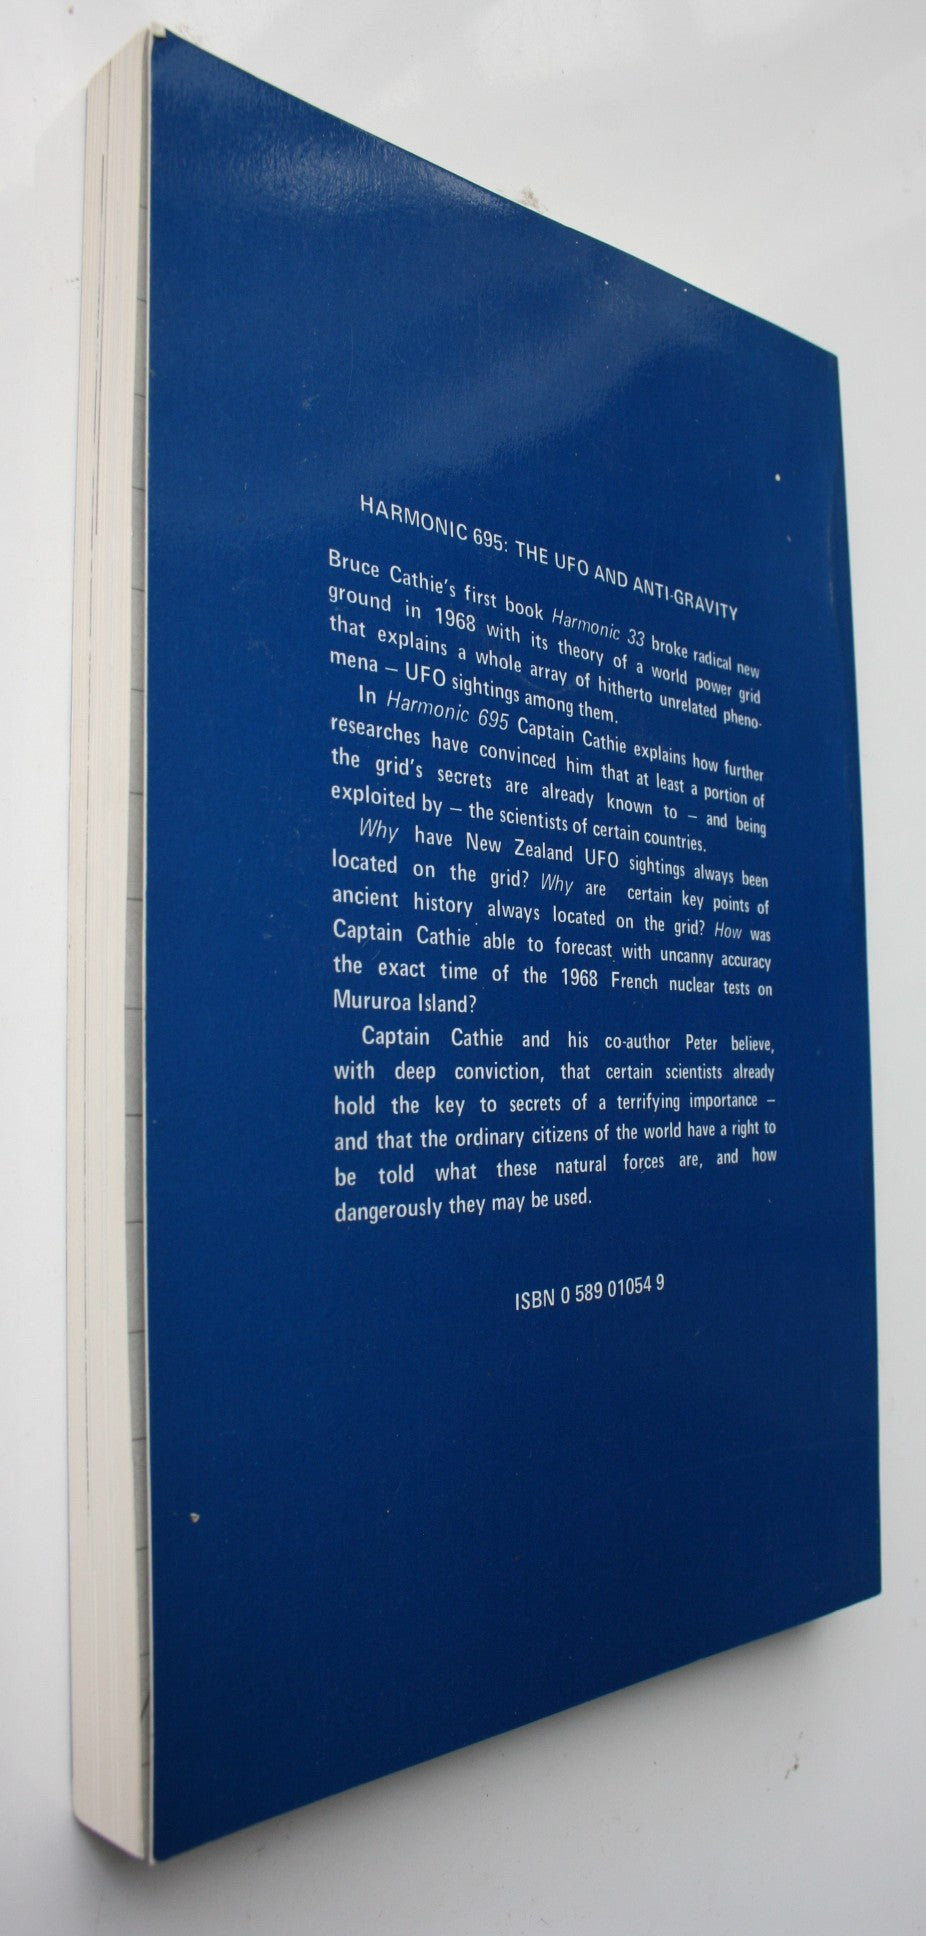 HARMONIC 695: THE UFO AND ANTI-GRAVITY
Bruce Cathie's first book Harmonic 33 broke radical new
ground in 1968 with its theory of a world power grid
that explains a whole array of hitherto unrelated pheno-
mena – UFO sightings among them.
In Harmonic 695 Captain Cathie explains how further
researches have convinced him that at least a portion of
the grid's secrets are already known to – and being
exploited by – the scientists of certain countries.
Why have New Zealand UFO sightings always been
located on the grid? Why are certain key points of
ancient history always located on the grid? How was
Captain Cathie able to forecast with uncanny accuracy
the exact time of the 1968 French nuclear tests on
Mururoa Island?
Captain Cathie and his co-author Peter believe,
with deep conviction, that certain scientists already
hold the key to secrets of a terrifying importance –
and that the ordinary citizens of the world have a right to
be told what these natural forces are, and how
dangerously they may be used.
ISBN 0 589 01054 9